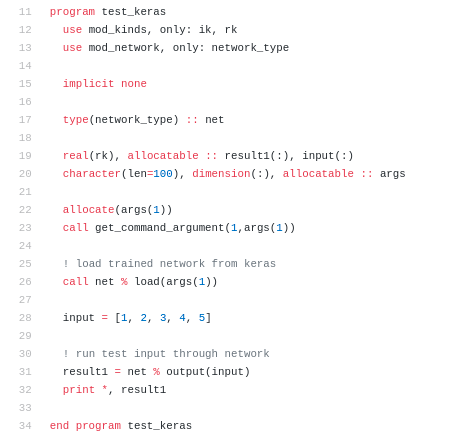 11 program test_keras
12   use mod_kinds, only: ik, rk
13   use mod_network, only: network_type
14
15   implicit none
16
17   type(network_type) :: net
18
19   real(rk), allocatable :: result1(:), input(:)
20   character(len=100), dimension(:), allocatable :: args
21
22   allocate(args(1))
23   call get_command_argument(1,args(1))
24
25   ! load trained network from keras
26   call net % load(args(1))
27
28   input = [1, 2, 3, 4, 5]
29
30   ! run test input through network
31   result1 = net % output(input)
32   print *, result1
33
34 end program test_keras